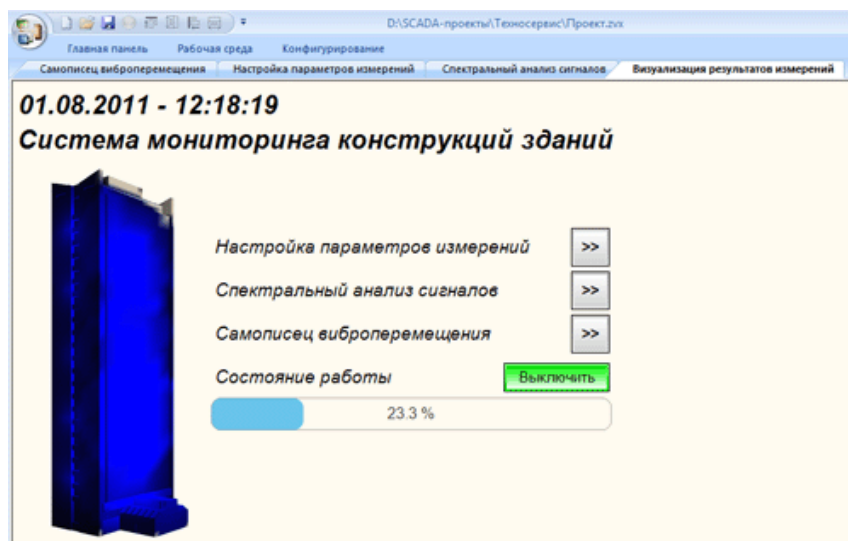 D:\SCADA-проекты\Техносервис\Проект.zvx
Главная панель Рабочая среда Конфигурирование
Самописец виброперемещения Настройка параметров измерений Спектральный анализ сигналов Визуализация результатов измерений
01.08.2011 - 12:18:19
Система мониторинга конструкций зданий
Настройка параметров измерений >>
Спектральный анализ сигналов >>
Самописец виброперемещения >>
Состояние работы Выключить
23.3 %